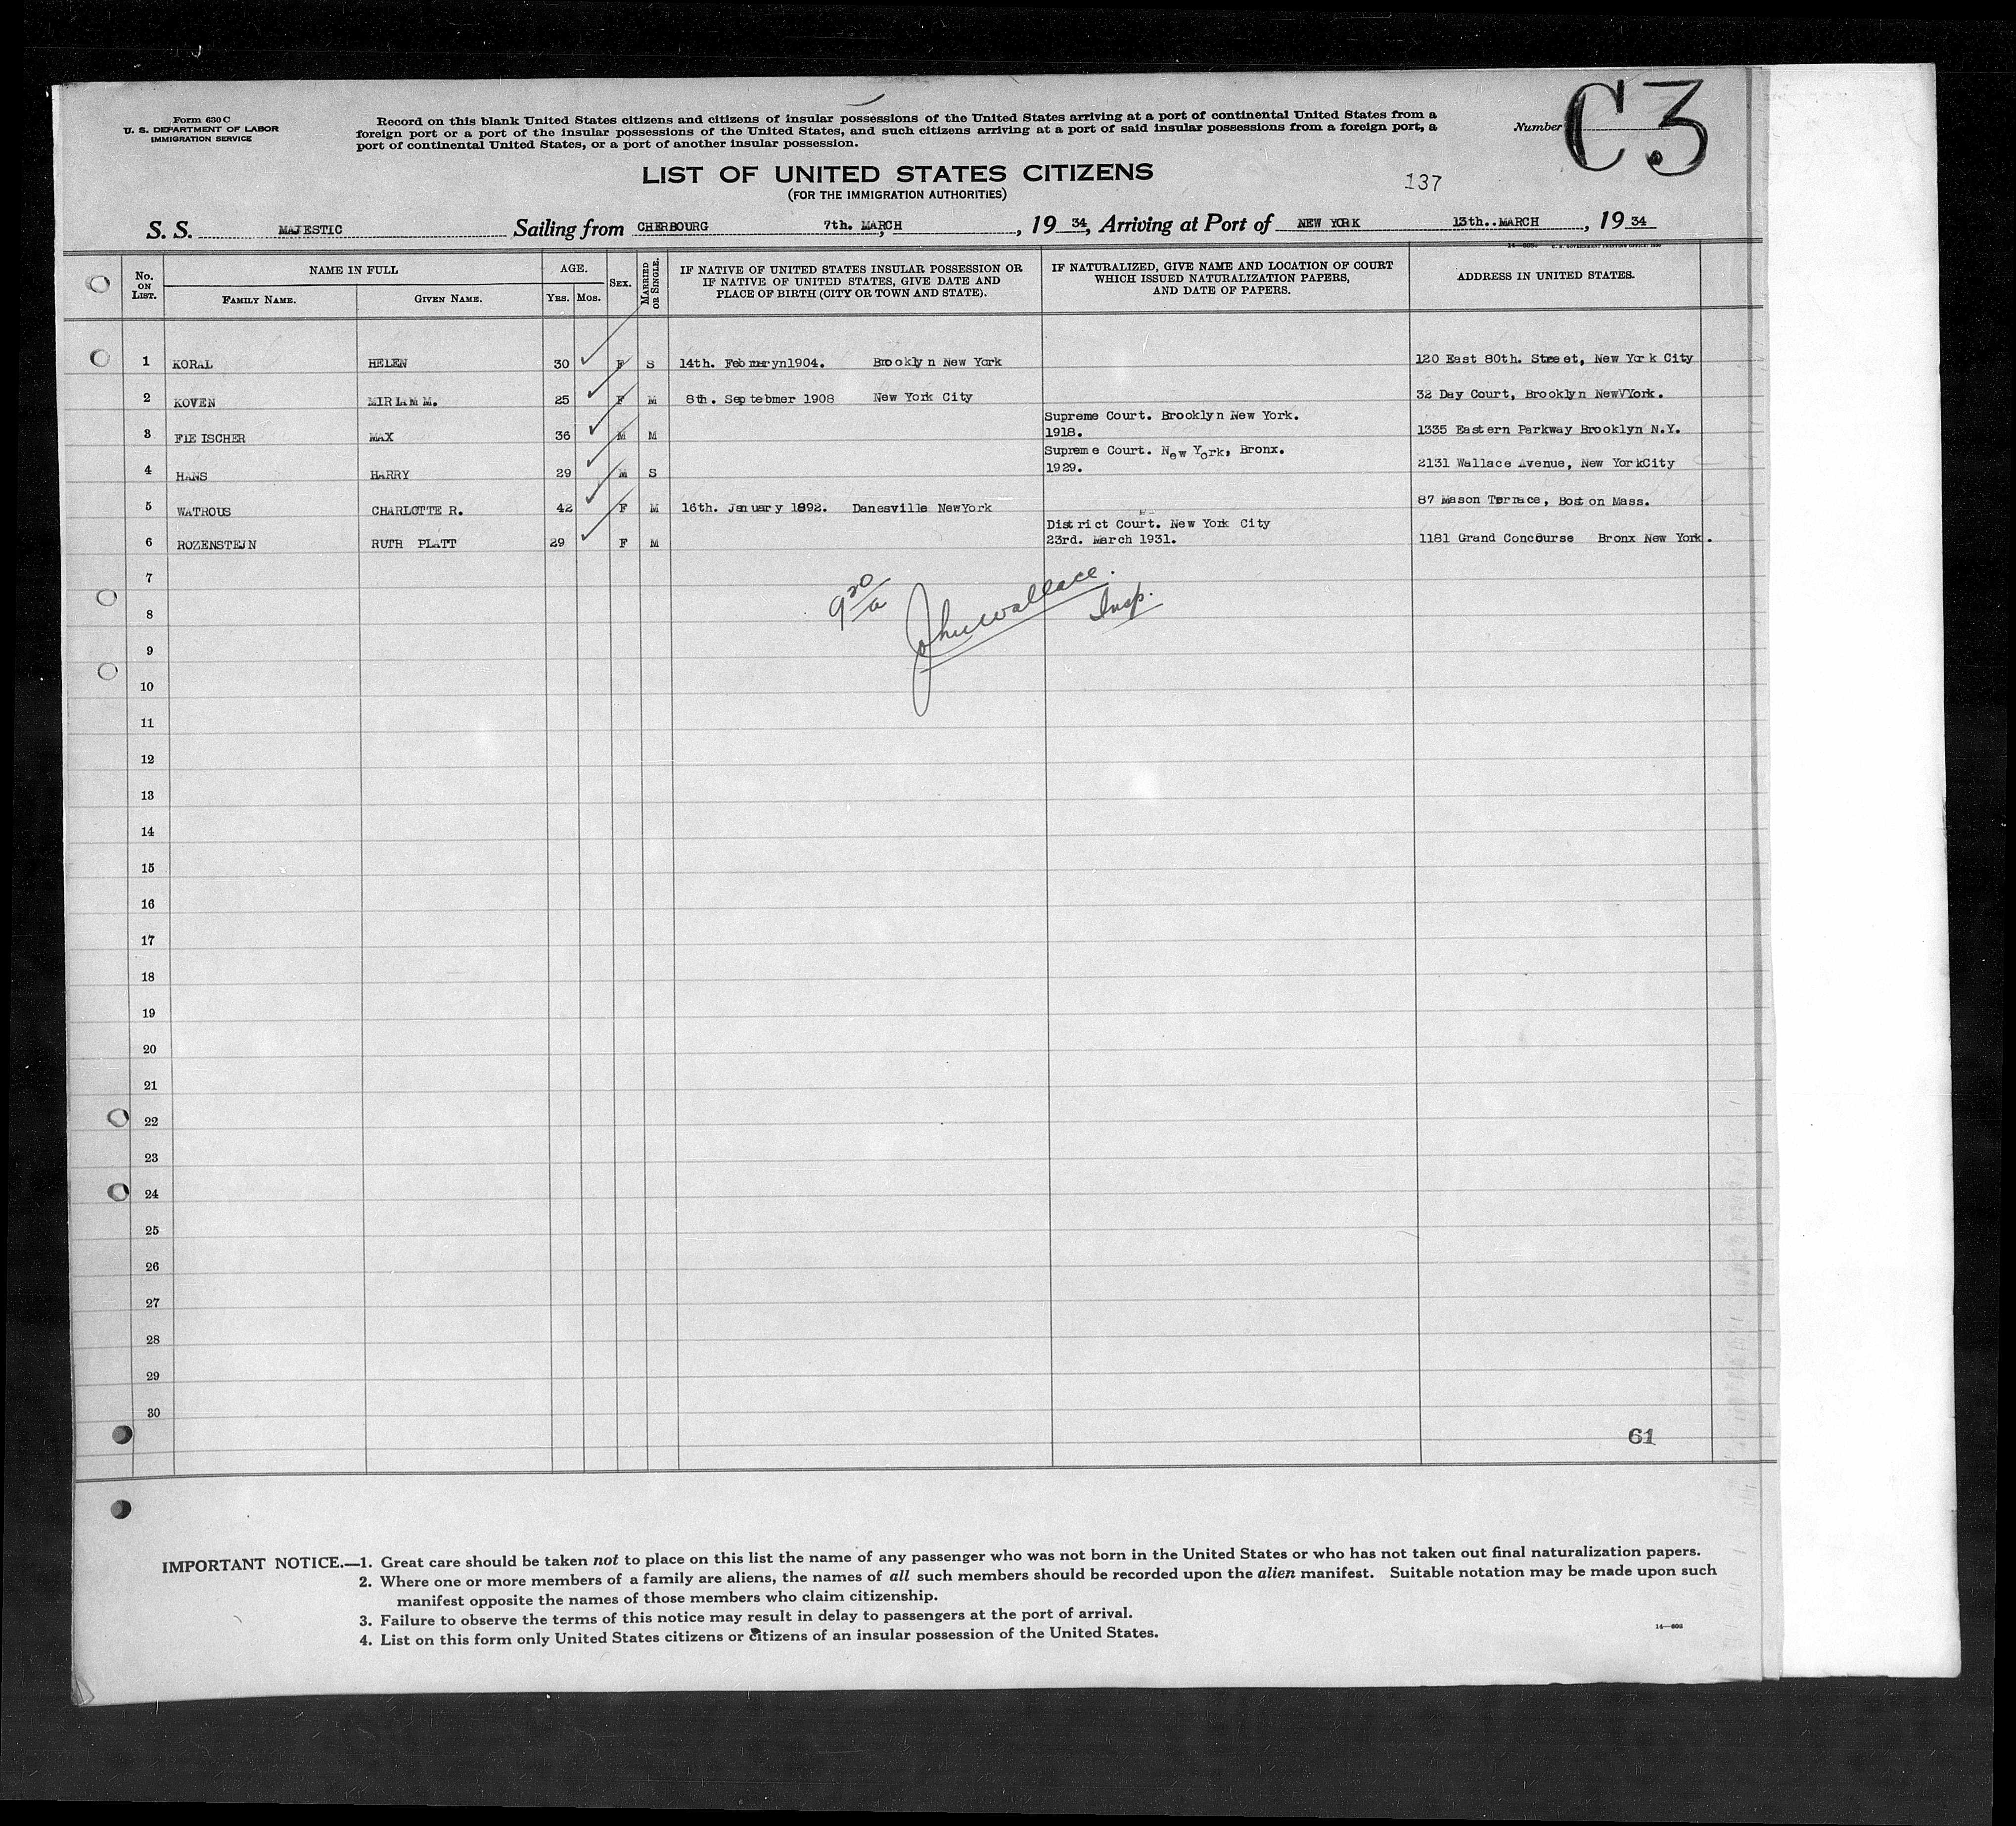 Form 630 C
U. S. DEPARTMENT OF LABOR
IMMIGRATION SERVICE
Record on this blank United States citizens and citizens of insular possessions of the United States arriving at a port of continental United States from a
foreign port or a port of the insular possessions of the United States, and such citizens arriving at a port of said insular possessions from a foreign port, a
port of continental United States, or a port of another insular possession.
Number C3
LIST OF UNITED STATES CITIZENS
(FOR THE IMMIGRATION AUTHORITIES)
137
S. S. MAJESTIC Sailing from CHERBOURG 7th. MARCH, , 19 34, Arriving at Port of NEW YORK 13th..MARCH , 19 34
No. ON LIST. NAME IN FULL FAMILY NAME. GIVEN NAME. AGE. YRS. MOS. SEX. MARRIED OR SINGLE. IF NATIVE OF UNITED STATES INSULAR POSSESSION OR IF NATIVE OF UNITED STATES, GIVE DATE AND PLACE OF BIRTH (CITY OR TOWN AND STATE). IF NATURALIZED, GIVE NAME AND LOCATION OF COURT WHICH ISSUED NATURALIZATION PAPERS, AND DATE OF PAPERS. ADDRESS IN UNITED STATES.
1 KORAL HELEN 30 F S 14th. Februaryn1904. Brooklyn New York 120 East 80th. Street, New York City
2 KOVEN MIRIAM M. 25 F M 8th. Septebmer 1908 New York City 32 Day Court, Brooklyn NewVYork.
3 FLEISCHER MAX 36 M M Supreme Court. Brooklyn New York. 1918. 1335 Eastern Parkway Brooklyn N.Y.
4 HANS HARRY 29 M S Supreme Court. New York, Bronx. 1929. 2131 Wallace Avenue, New YorkCity
5 WATROUS CHARLOTTE R. 42 F M 16th. January 1892. Danesville NewYork 87 Mason Terrace, Boston Mass.
6 ROZENSTEJN RUTH PLATT 29 F M District Court. New York City 23rd. March 1931. 1181 Grand Concourse Bronx New York.
7
9 20/a John Wallace. Insp.
8
9
10
11
12
13
14
15
16
17
18
19
20
21
22
23
24
25
26
27
28
29
30
61
IMPORTANT NOTICE.—1. Great care should be taken not to place on this list the name of any passenger who was not born in the United States or who has not taken out final naturalization papers.
2. Where one or more members of a family are aliens, the names of all such members should be recorded upon the alien manifest. Suitable notation may be made upon such
manifest opposite the names of those members who claim citizenship.
3. Failure to observe the terms of this notice may result in delay to passengers at the port of arrival.
4. List on this form only United States citizens or citizens of an insular possession of the United States.